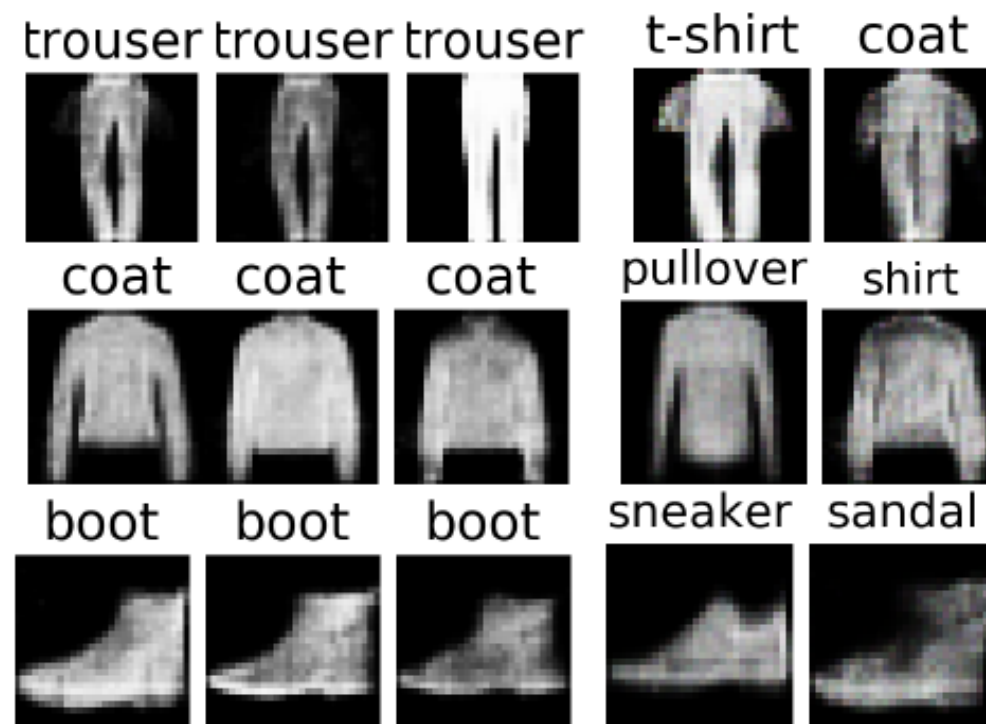 trouser trouser trouser t-shirt coat
coat coat coat pullover shirt
boot boot boot sneaker sandal